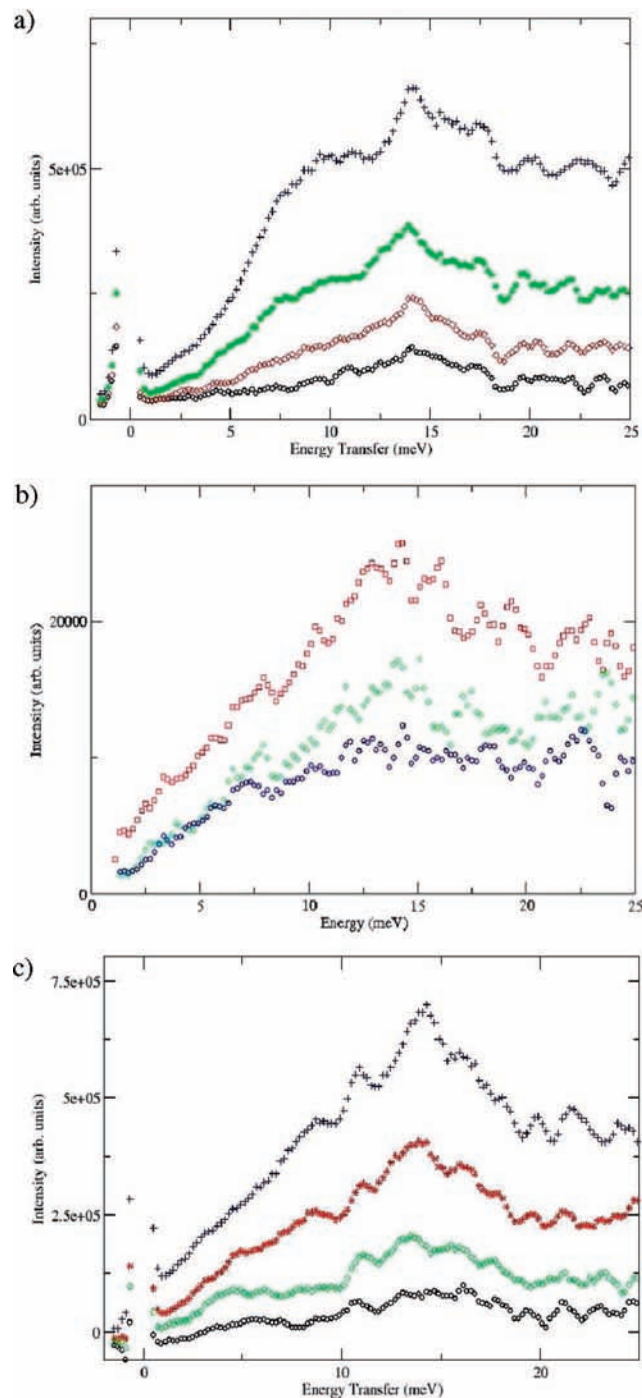 a)
5e+05
0
Intensity (arb. units)
0 5 10 15 20 25
Energy Transfer (meV)
b)
20000
0
Intensity (arb. units)
0 5 10 15 20 25
Energy (meV)
c)
7.5e+05
5e+05
2.5e+05
0
Intensity (arb. units)
0 10 20
Energy Transfer (meV)